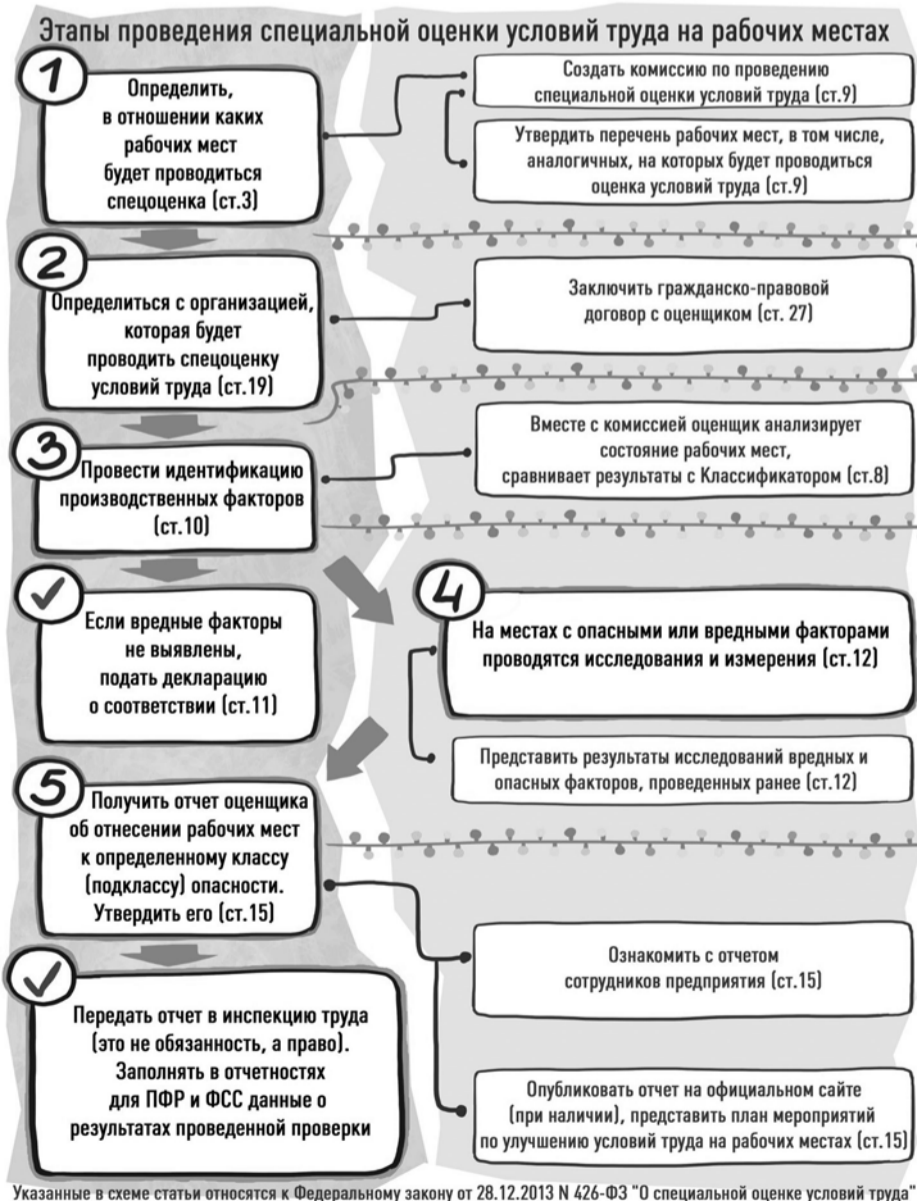 Этапы проведения специальной оценки условий труда на рабочих местах
1
Определить,
в отношении каких
рабочих мест
будет проводиться
спецоценка (ст.3)
Создать комиссию по проведению
специальной оценки условий труда (ст.9)
Утвердить перечень рабочих мест, в том числе,
аналогичных, на которых будет проводиться
оценка условий труда (ст.9)
2
Определиться с организацией,
которая будет
проводить спецоценку
условий труда (ст.19)
Заключить гражданско-правовой
договор с оценщиком (ст. 27)
3
Провести идентификацию
производственных факторов
(ст.10)
Вместе с комиссией оценщик анализирует
состояние рабочих мест,
сравнивает результаты с Классификатором (ст.8)
Если вредные факторы
не выявлены,
подать декларацию
о соответствии (ст.11)
4
На местах с опасными или вредными факторами
проводятся исследования и измерения (ст.12)
Представить результаты исследований вредных и
опасных факторов, проведенных ранее (ст.12)
5
Получить отчет оценщика
об отнесении рабочих мест
к определенному классу
(подклассу) опасности.
Утвердить его (ст.15)
Ознакомить с отчетом
сотрудников предприятия (ст.15)
Опубликовать отчет на официальном сайте
(при наличии), представить план мероприятий
по улучшению условий труда на рабочих местах (ст.15)
Передать отчет в инспекцию труда
(это не обязанность, а право).
Заполнять в отчетностях
для ПФР и ФСС данные о
результатах проведенной проверки
Указанные в схеме статьи относятся к Федеральному закону от 28.12.2013 N 426-ФЗ "О специальной оценке условий труда"